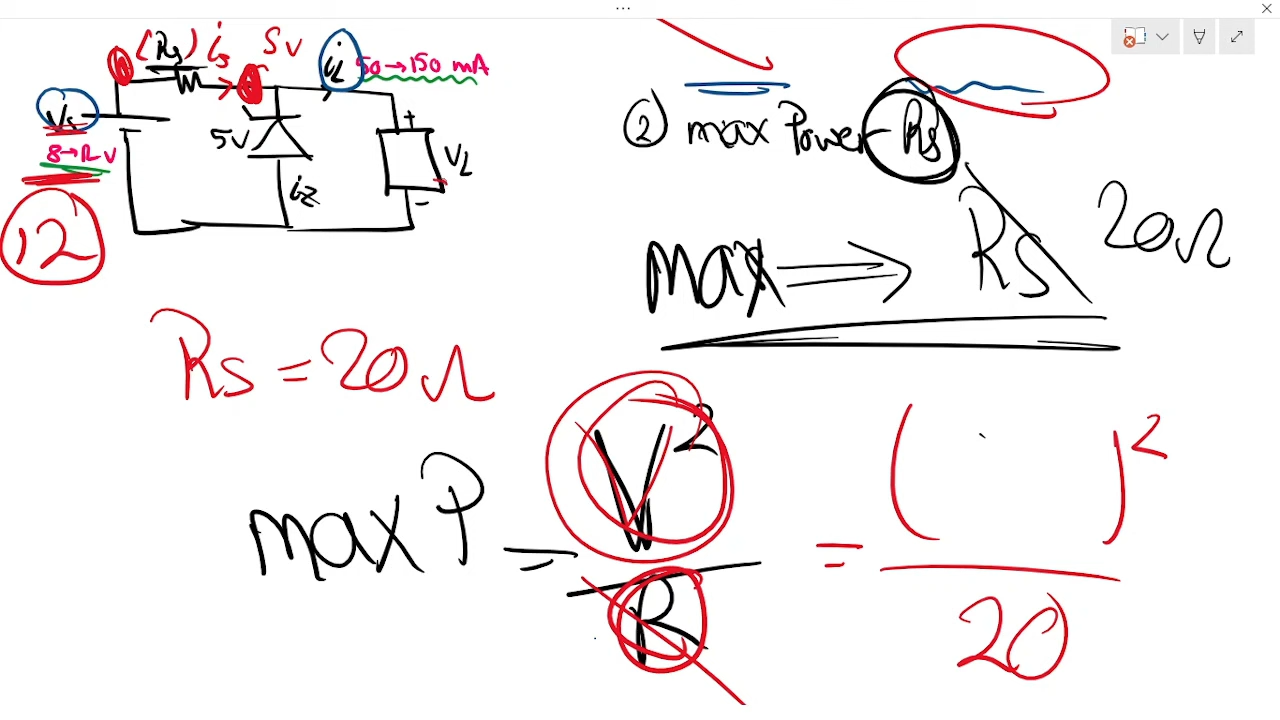 (Rs) is 5v
iL 50→150 mA
Vs
5V
+
8→12 V
VL
iz
-
12
② max Power - Rs
max ⟹ Rs 20Ω
Rs = 20Ω
max P = V² / R = ( )² / 20